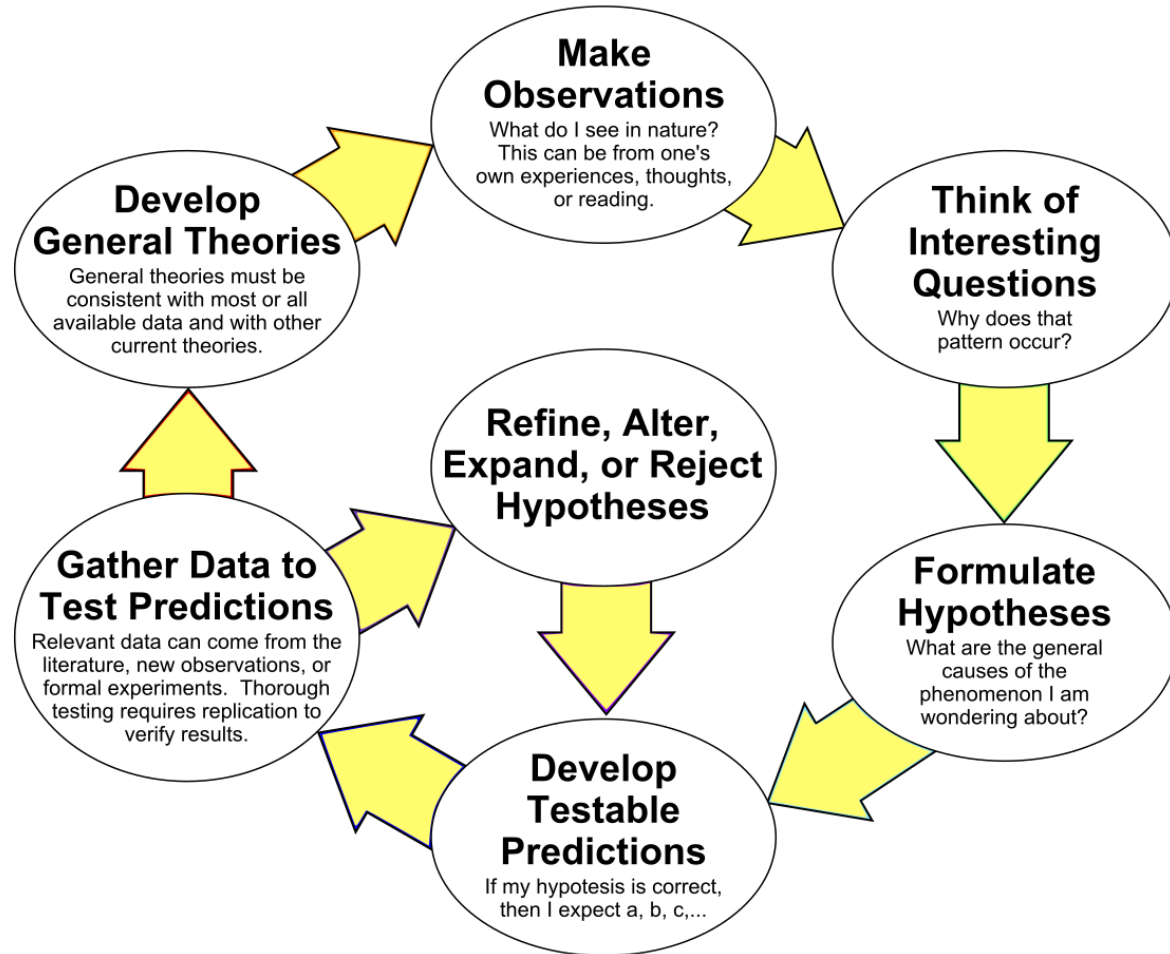 Make
Observations
What do I see in nature?
This can be from one's
own experiences, thoughts,
or reading.
Think of
Interesting
Questions
Why does that
pattern occur?
Formulate
Hypotheses
What are the general
causes of the
phenomenon I am
wondering about?
Develop
Testable
Predictions
If my hypotesis is correct,
then I expect a, b, c,...
Gather Data to
Test Predictions
Relevant data can come from the
literature, new observations, or
formal experiments. Thorough
testing requires replication to
verify results.
Refine, Alter,
Expand, or Reject
Hypotheses
Develop
General Theories
General theories must be
consistent with most or all
available data and with other
current theories.